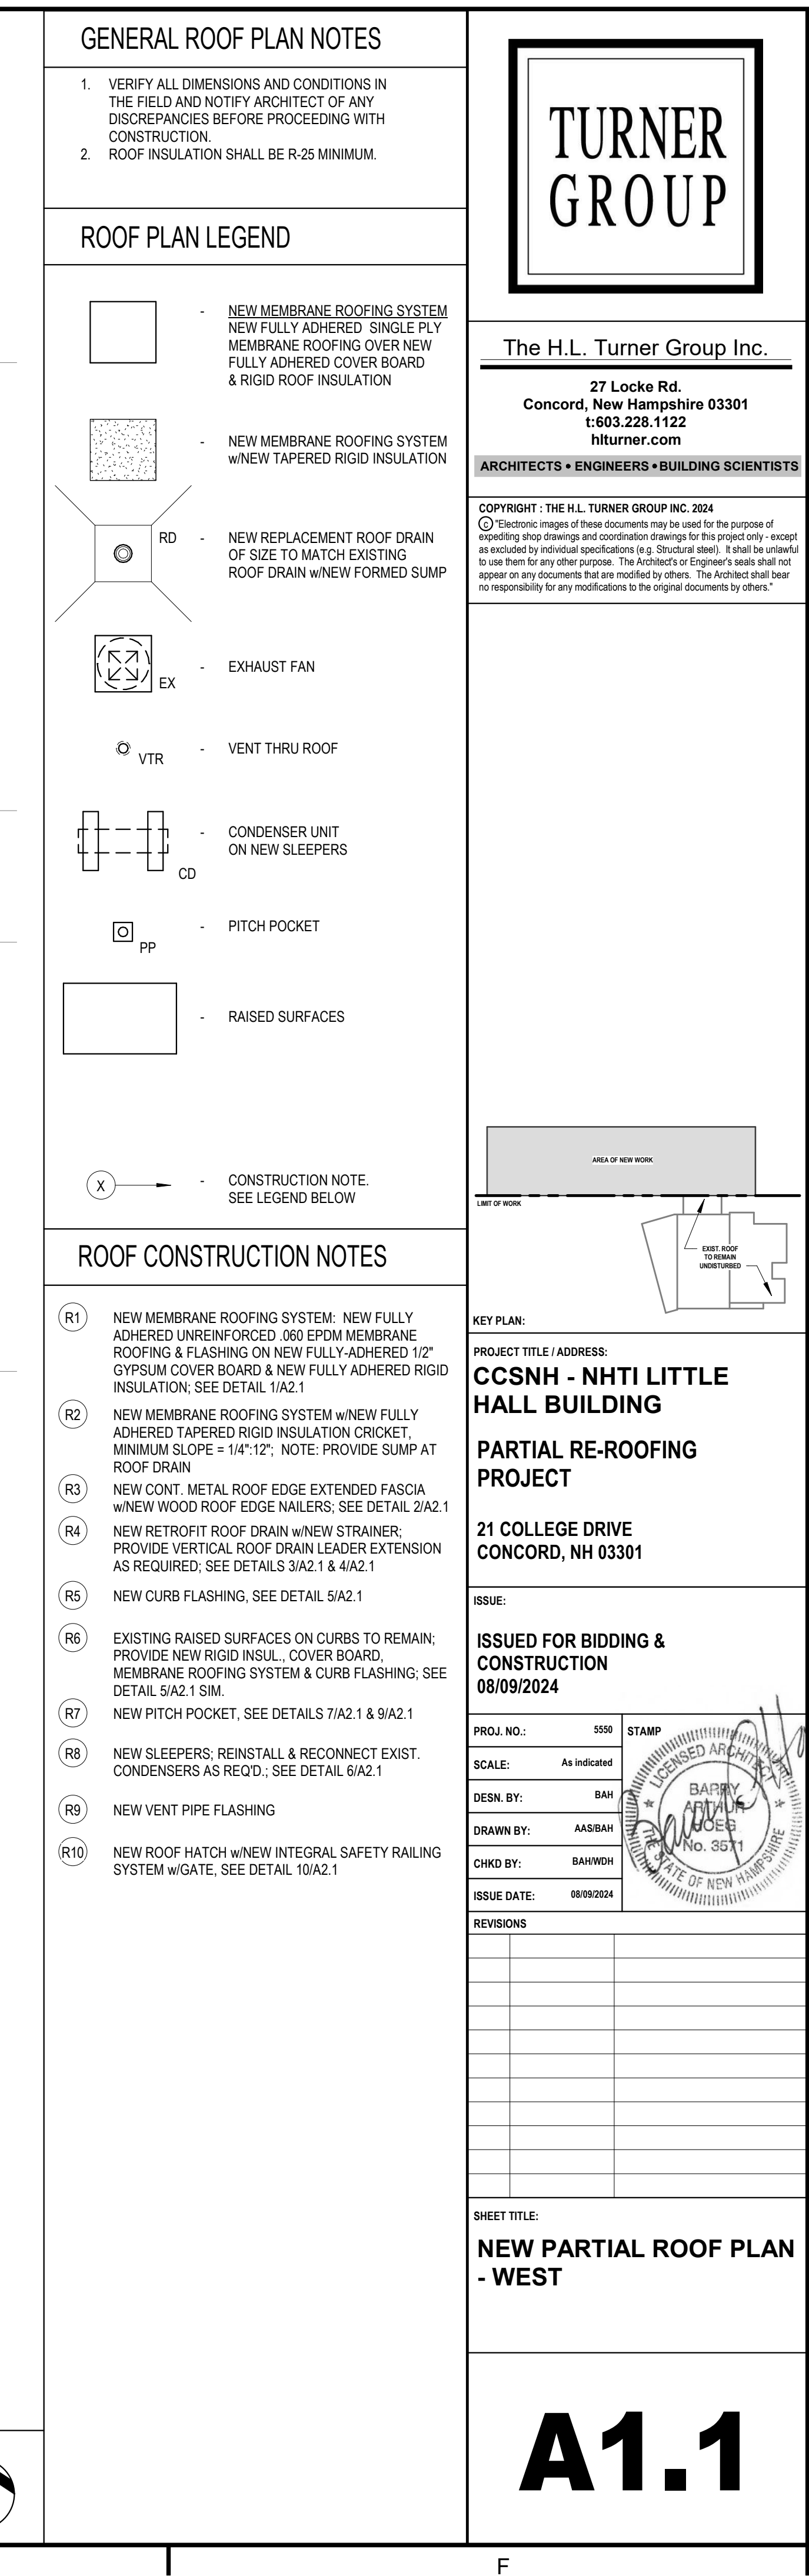 GENERAL ROOF PLAN NOTES
1. VERIFY ALL DIMENSIONS AND CONDITIONS IN
THE FIELD AND NOTIFY ARCHITECT OF ANY
DISCREPANCIES BEFORE PROCEEDING WITH
CONSTRUCTION.
2. ROOF INSULATION SHALL BE R-25 MINIMUM.
ROOF PLAN LEGEND
- NEW MEMBRANE ROOFING SYSTEM
NEW FULLY ADHERED SINGLE PLY
MEMBRANE ROOFING OVER NEW
FULLY ADHERED COVER BOARD
& RIGID ROOF INSULATION
- NEW MEMBRANE ROOFING SYSTEM
w/NEW TAPERED RIGID INSULATION
RD - NEW REPLACEMENT ROOF DRAIN
OF SIZE TO MATCH EXISTING
ROOF DRAIN w/NEW FORMED SUMP
EX - EXHAUST FAN
VTR - VENT THRU ROOF
CD - CONDENSER UNIT
ON NEW SLEEPERS
PP - PITCH POCKET
- RAISED SURFACES
X - CONSTRUCTION NOTE.
SEE LEGEND BELOW
ROOF CONSTRUCTION NOTES
R1 NEW MEMBRANE ROOFING SYSTEM: NEW FULLY
ADHERED UNREINFORCED .060 EPDM MEMBRANE
ROOFING & FLASHING ON NEW FULLY-ADHERED 1/2"
GYPSUM COVER BOARD & NEW FULLY ADHERED RIGID
INSULATION; SEE DETAIL 1/A2.1
R2 NEW MEMBRANE ROOFING SYSTEM w/NEW FULLY
ADHERED TAPERED RIGID INSULATION CRICKET,
MINIMUM SLOPE = 1/4":12"; NOTE: PROVIDE SUMP AT
ROOF DRAIN
R3 NEW CONT. METAL ROOF EDGE EXTENDED FASCIA
w/NEW WOOD ROOF EDGE NAILERS; SEE DETAIL 2/A2.1
R4 NEW RETROFIT ROOF DRAIN w/NEW STRAINER;
PROVIDE VERTICAL ROOF DRAIN LEADER EXTENSION
AS REQUIRED; SEE DETAILS 3/A2.1 & 4/A2.1
R5 NEW CURB FLASHING, SEE DETAIL 5/A2.1
R6 EXISTING RAISED SURFACES ON CURBS TO REMAIN;
PROVIDE NEW RIGID INSUL., COVER BOARD,
MEMBRANE ROOFING SYSTEM & CURB FLASHING; SEE
DETAIL 5/A2.1 SIM.
R7 NEW PITCH POCKET, SEE DETAILS 7/A2.1 & 9/A2.1
R8 NEW SLEEPERS; REINSTALL & RECONNECT EXIST.
CONDENSERS AS REQ'D.; SEE DETAIL 6/A2.1
R9 NEW VENT PIPE FLASHING
R10 NEW ROOF HATCH w/NEW INTEGRAL SAFETY RAILING
SYSTEM w/GATE, SEE DETAIL 10/A2.1
TURNER
GROUP
The H.L. Turner Group Inc.
27 Locke Rd.
Concord, New Hampshire 03301
t:603.228.1122
hlturner.com
ARCHITECTS • ENGINEERS • BUILDING SCIENTISTS
COPYRIGHT : THE H.L. TURNER GROUP INC. 2024
c "Electronic images of these documents may be used for the purpose of
expediting shop drawings and coordination drawings for this project only - except
as excluded by individual specifications (e.g. Structural steel). It shall be unlawful
to use them for any other purpose. The Architect's or Engineer's seals shall not
appear on any documents that are modified by others. The Architect shall bear
no responsibility for any modifications to the original documents by others."
AREA OF NEW WORK
LIMIT OF WORK
EXIST. ROOF
TO REMAIN
UNDISTURBED
KEY PLAN:
PROJECT TITLE / ADDRESS:
CCSNH - NHTI LITTLE
HALL BUILDING
PARTIAL RE-ROOFING
PROJECT
21 COLLEGE DRIVE
CONCORD, NH 03301
ISSUE:
ISSUED FOR BIDDING &
CONSTRUCTION
08/09/2024
PROJ. NO.: 5550
SCALE: As indicated
DESN. BY: BAH
DRAWN BY: AAS/BAH
CHKD BY: BAH/WDH
ISSUE DATE: 08/09/2024
STAMP
LICENSED ARCHITECT
BARRY
ARTHUR
HOEG
No. 3571
STATE OF NEW HAMPSHIRE
REVISIONS
SHEET TITLE:
NEW PARTIAL ROOF PLAN
- WEST
A1.1
F